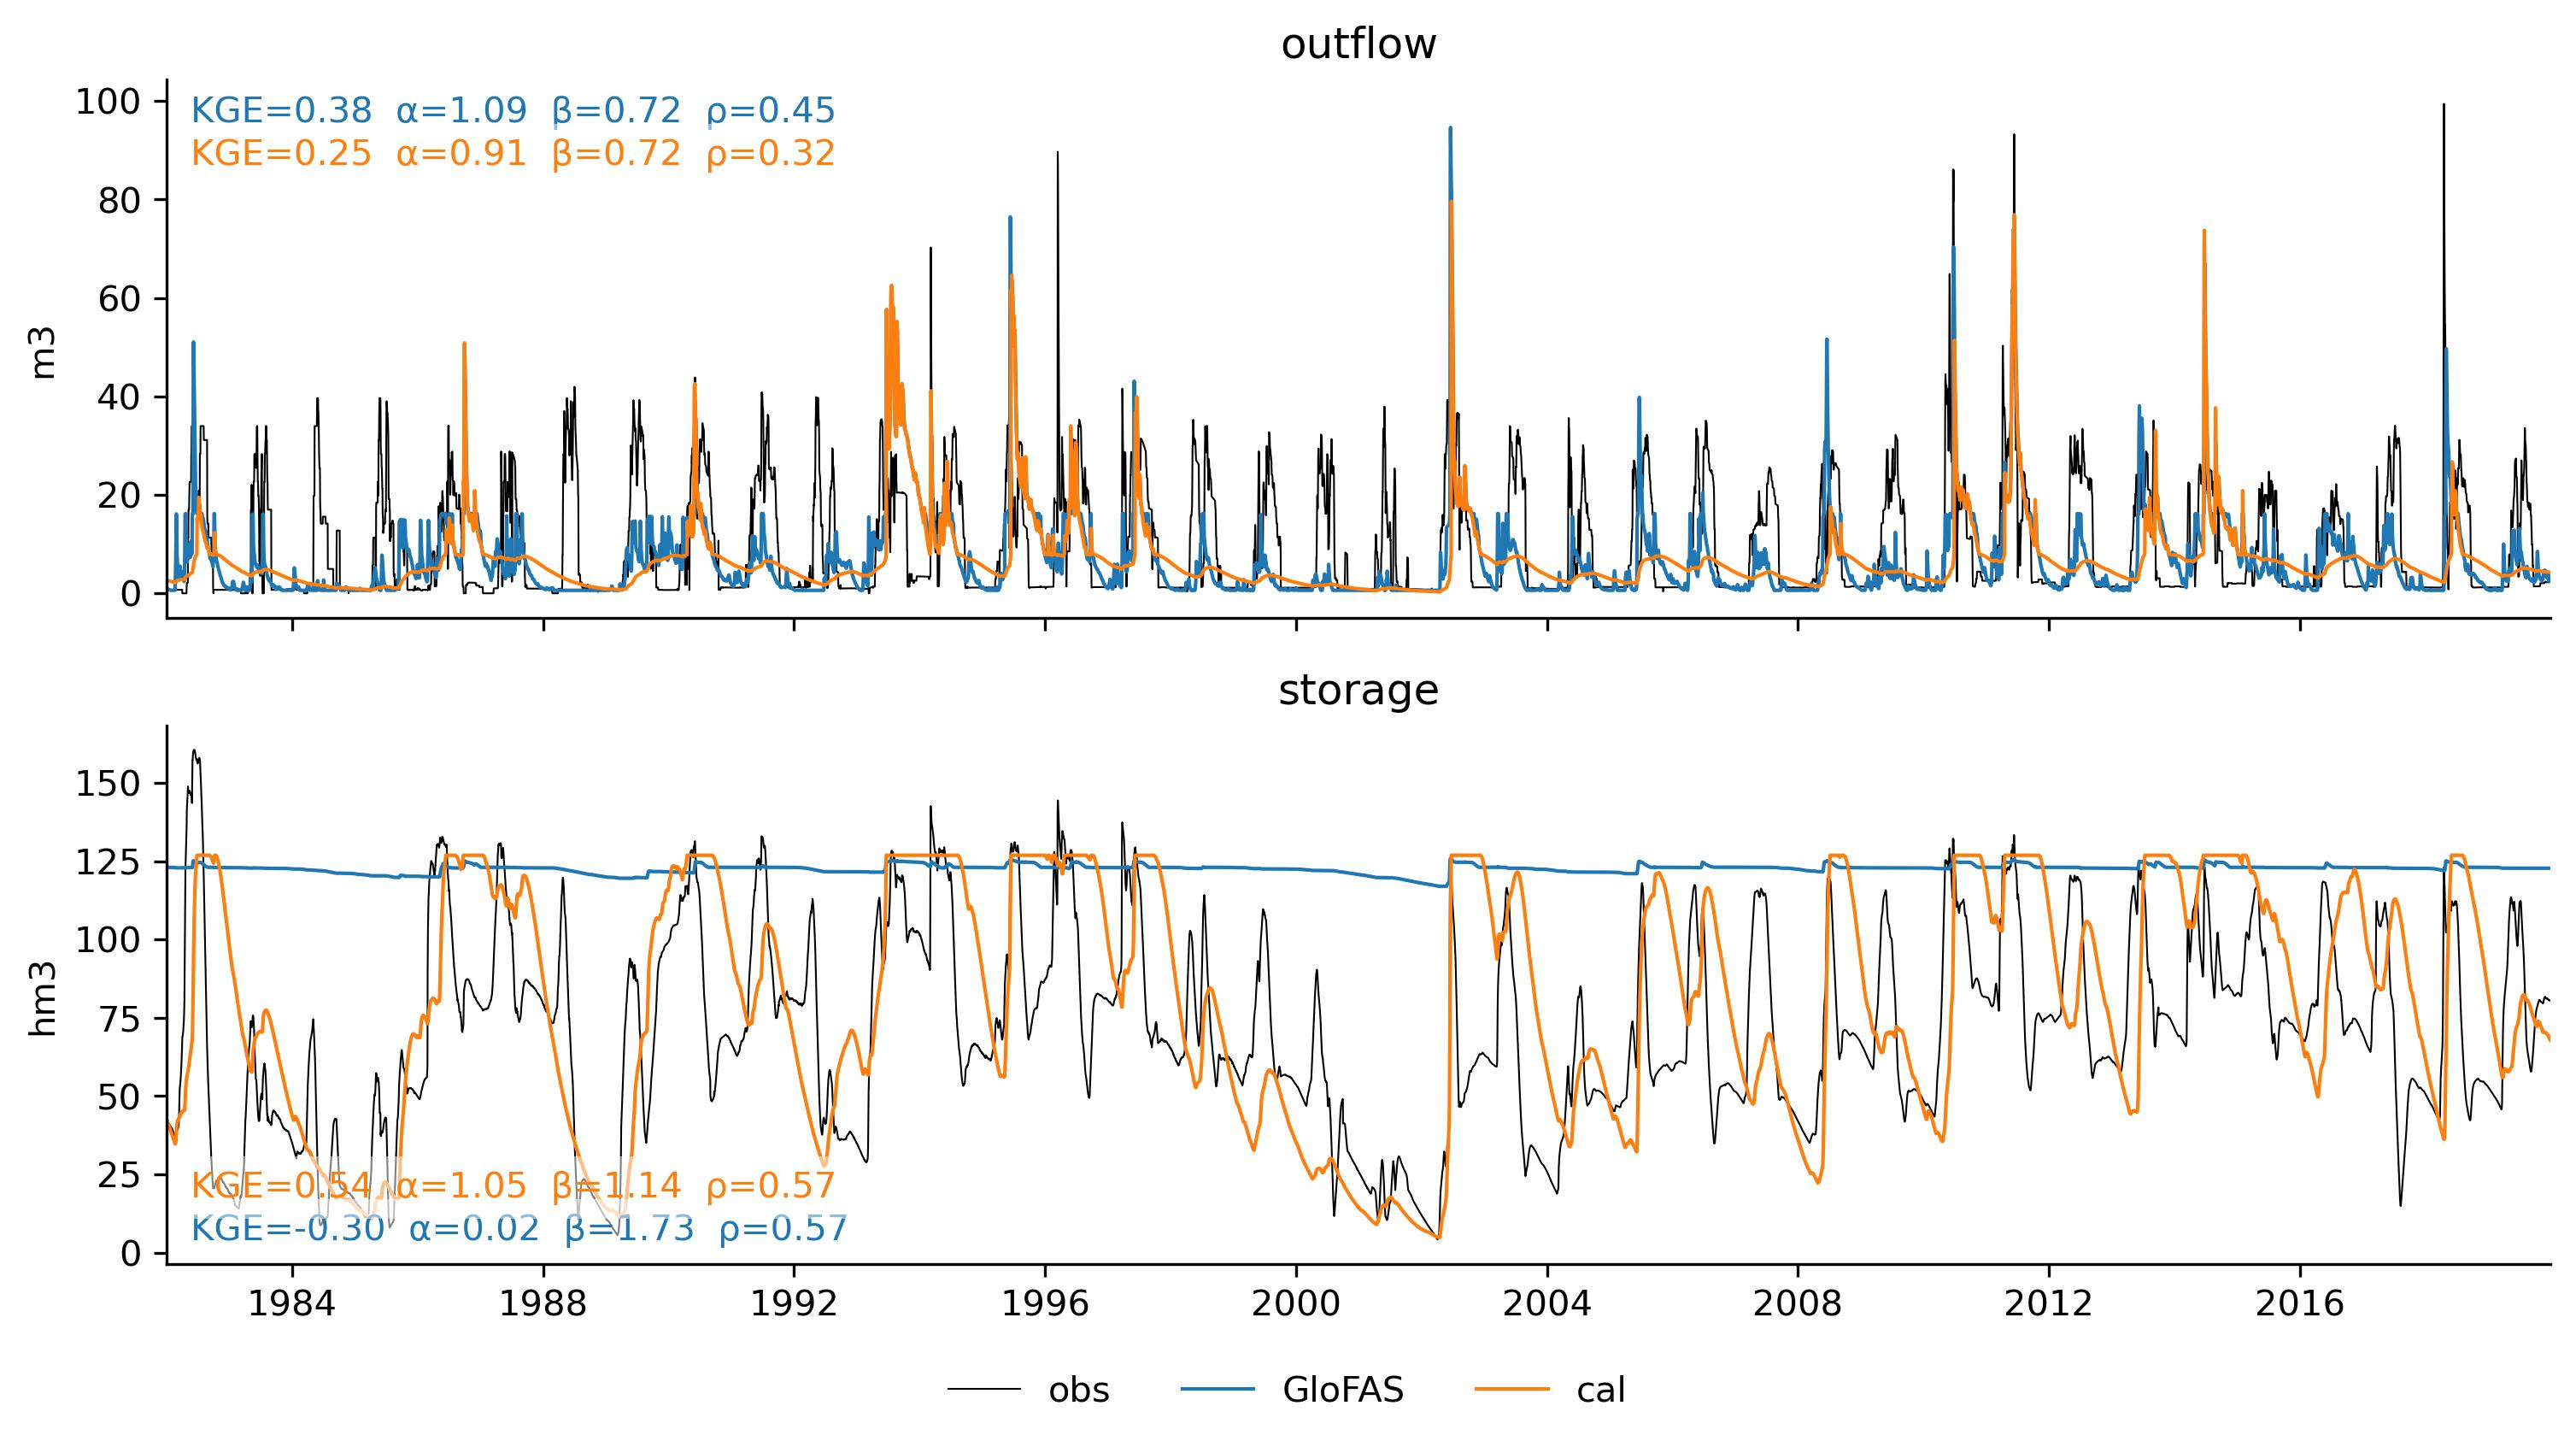 outflow
100
80
60
40
20
0
m3
KGE=0.38 α=1.09 β=0.72 ρ=0.45
KGE=0.25 α=0.91 β=0.72 ρ=0.32
storage
150
125
100
75
50
25
0
hm3
KGE=0.54 α=1.05 β=1.14 ρ=0.57
KGE=-0.30 α=0.02 β=1.73 ρ=0.57
1984 1988 1992 1996 2000 2004 2008 2012 2016
obs GloFAS cal